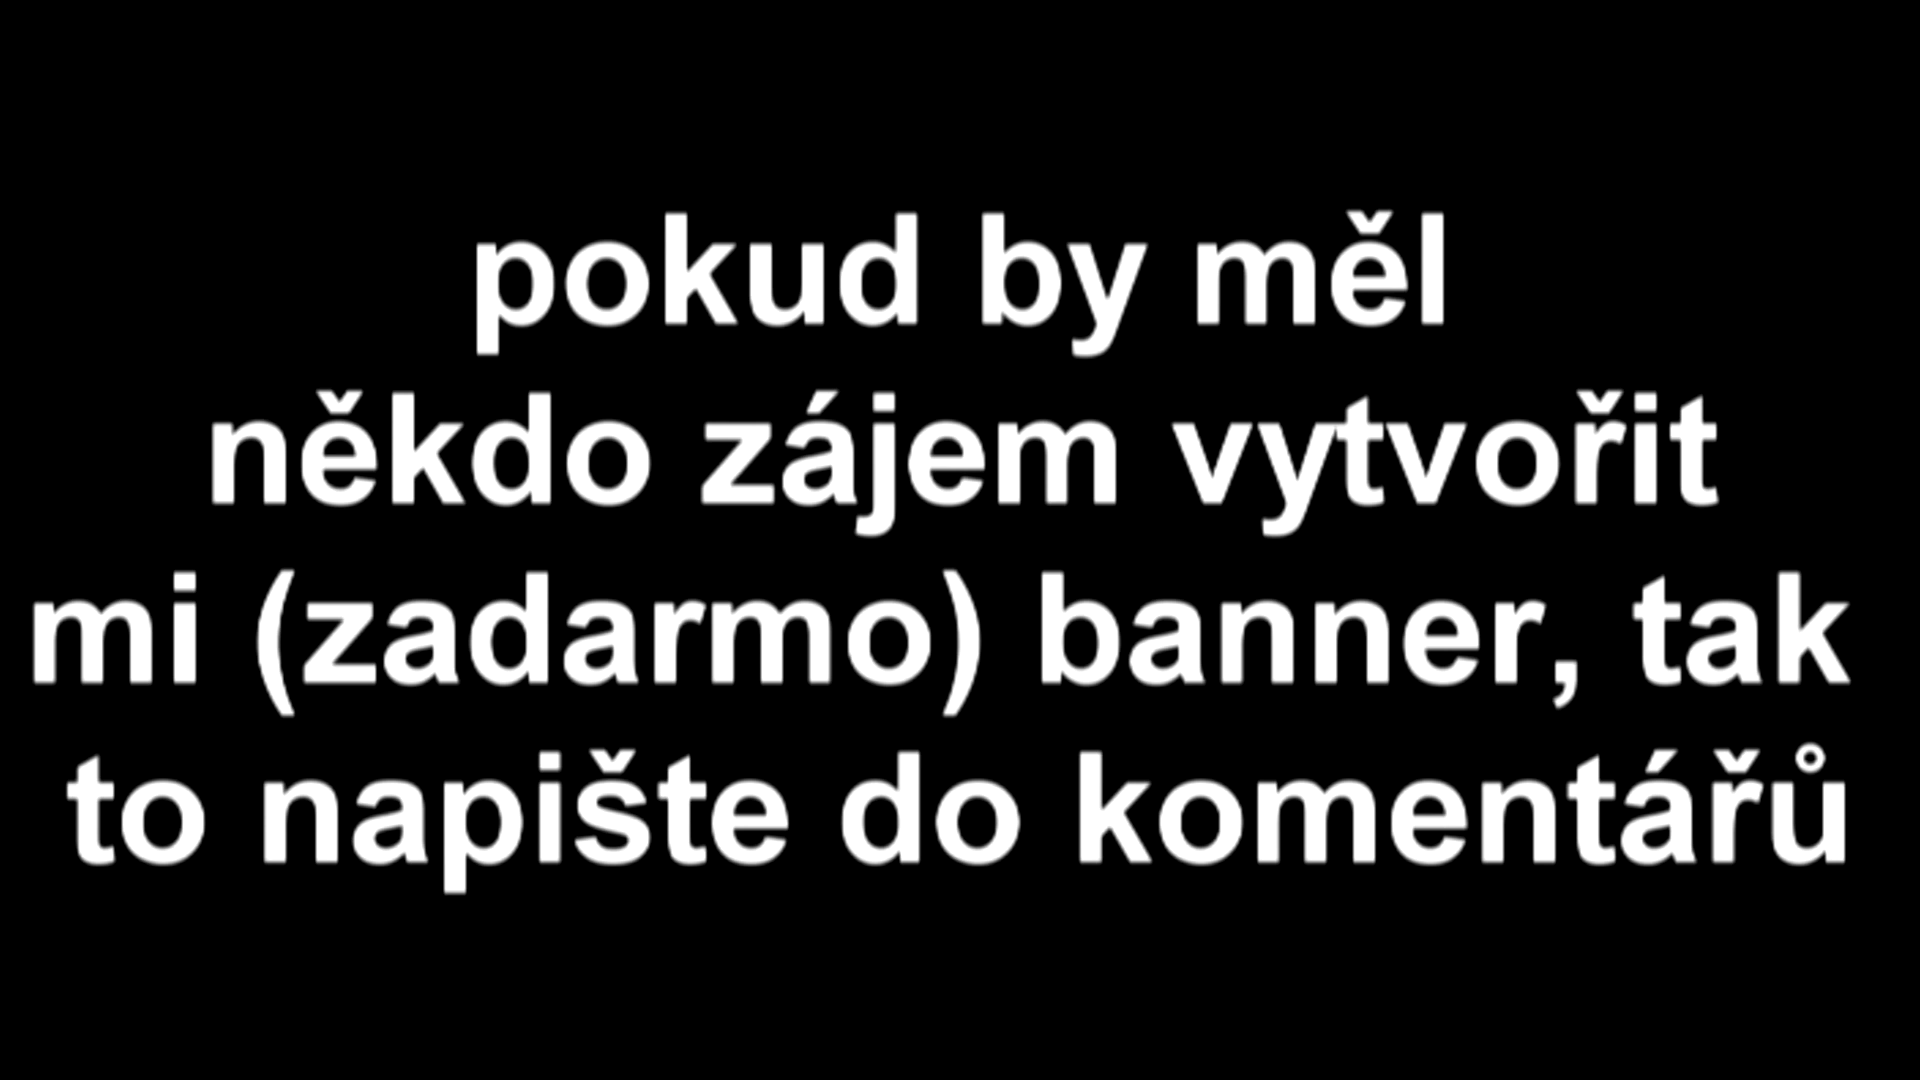 pokud by měl
někdo zájem vytvořit
mi (zadarmo) banner, tak
to napište do komentářů